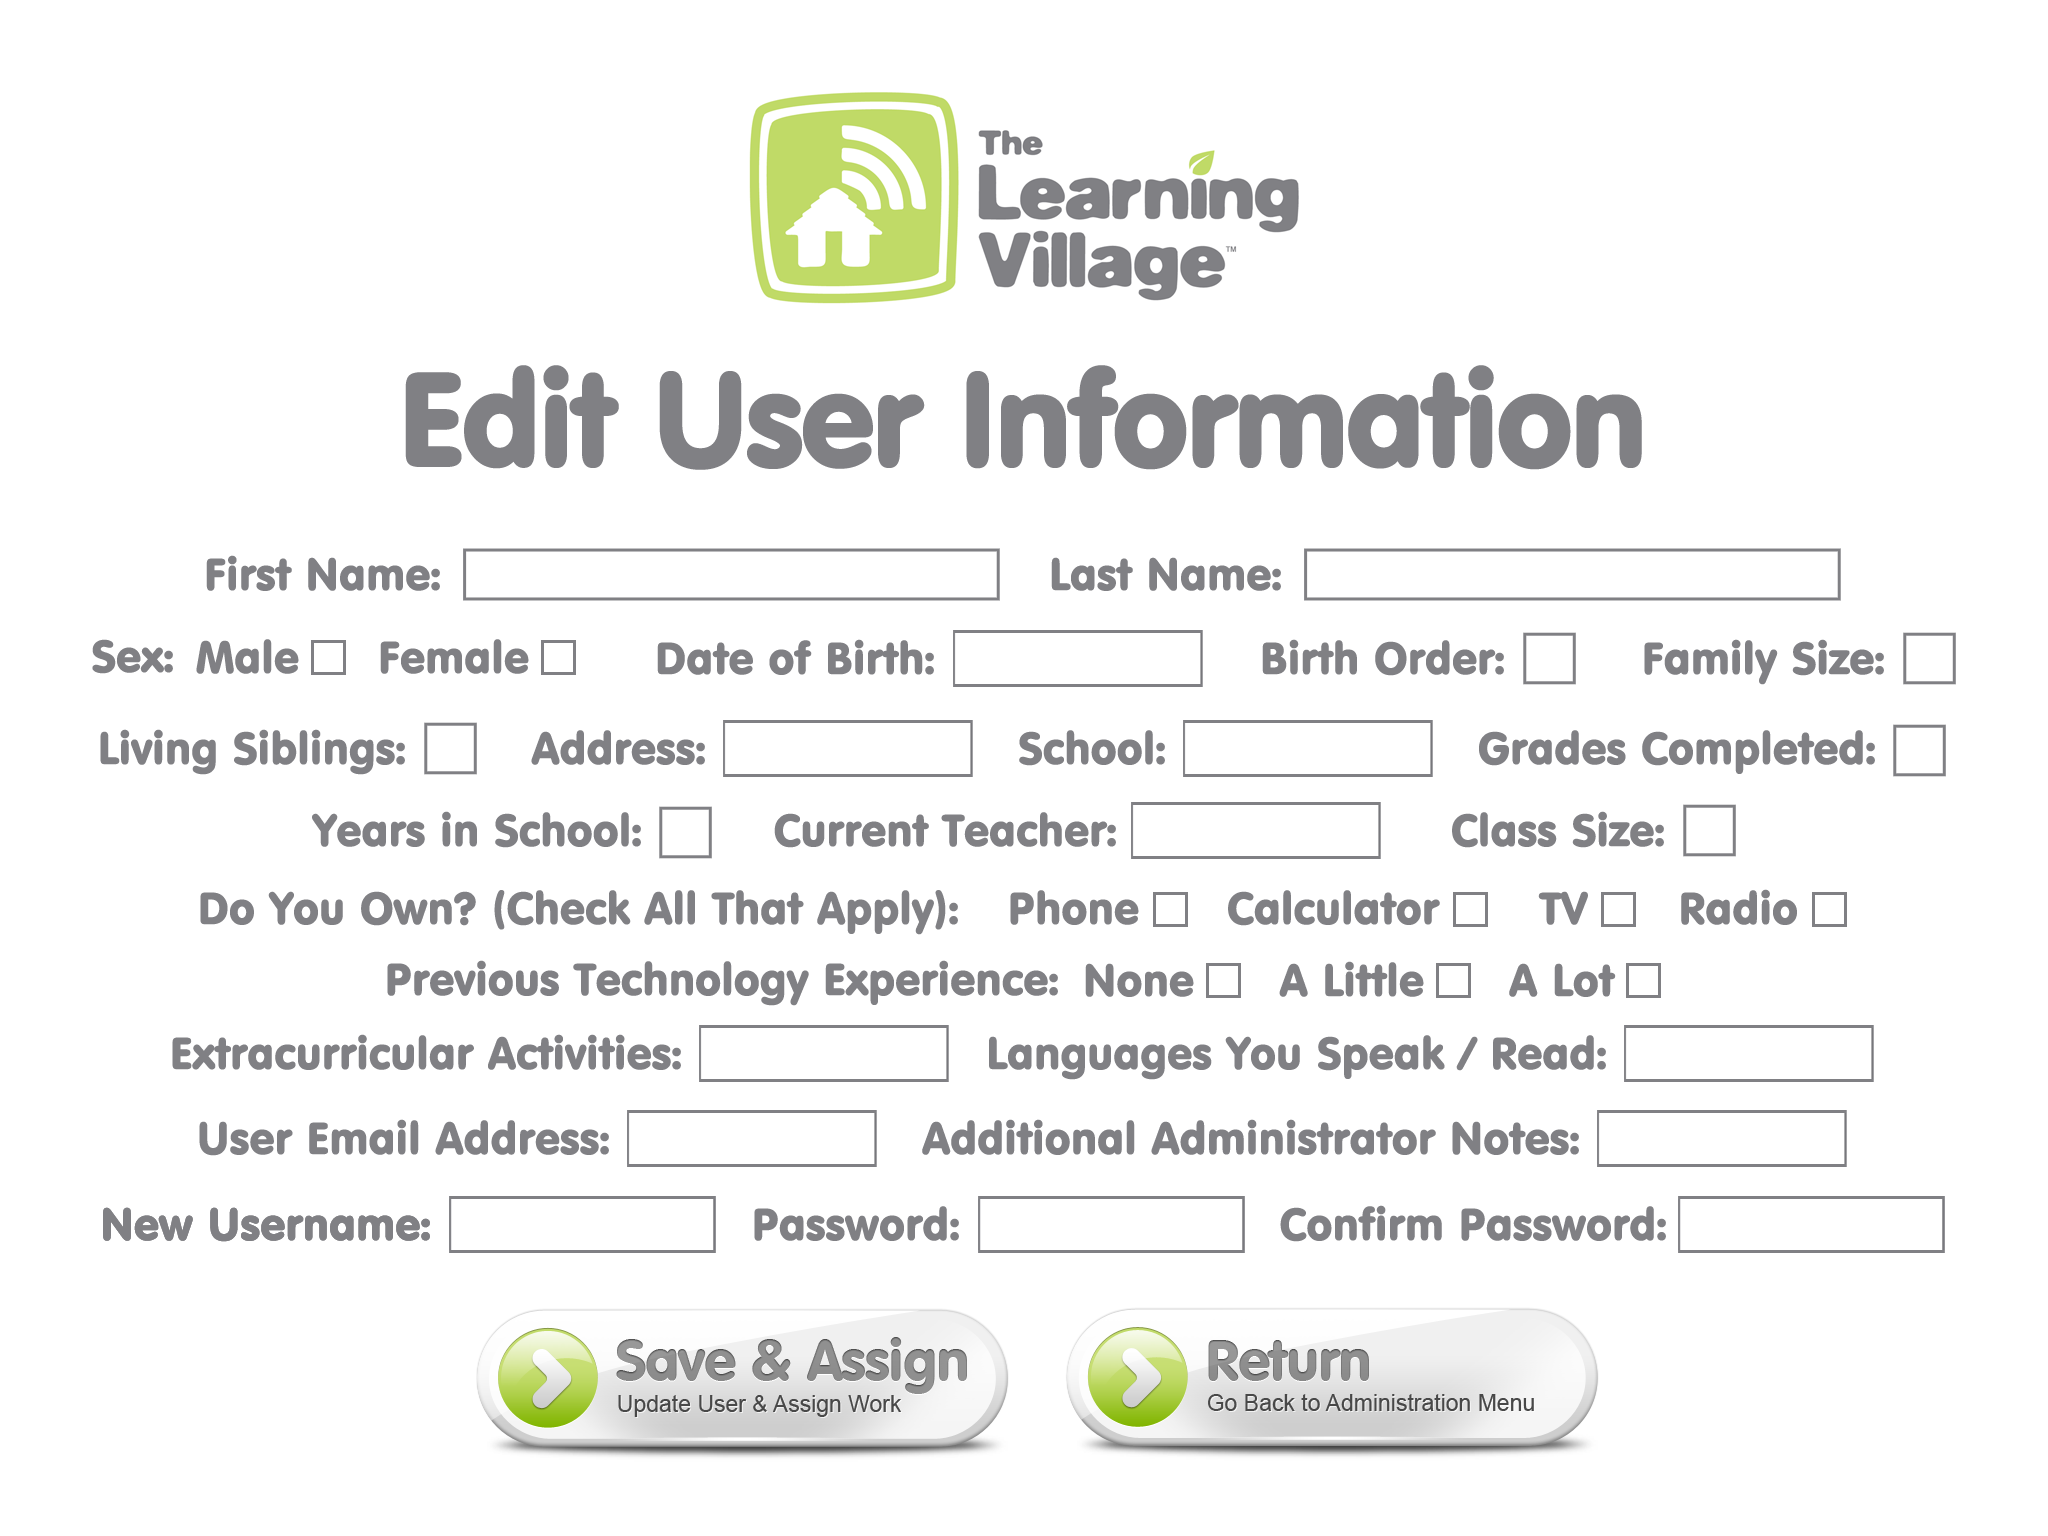 The
Learning
Village™
Edit User Information
First Name: Last Name:
Sex: Male Female Date of Birth: Birth Order: Family Size:
Living Siblings: Address: School: Grades Completed:
Years in School: Current Teacher: Class Size:
Do You Own? (Check All That Apply): Phone Calculator TV Radio
Previous Technology Experience: None A Little A Lot
Extracurricular Activities: Languages You Speak / Read:
User Email Address: Additional Administrator Notes:
New Username: Password: Confirm Password:
Save & Assign
Update User & Assign Work
Return
Go Back to Administration Menu